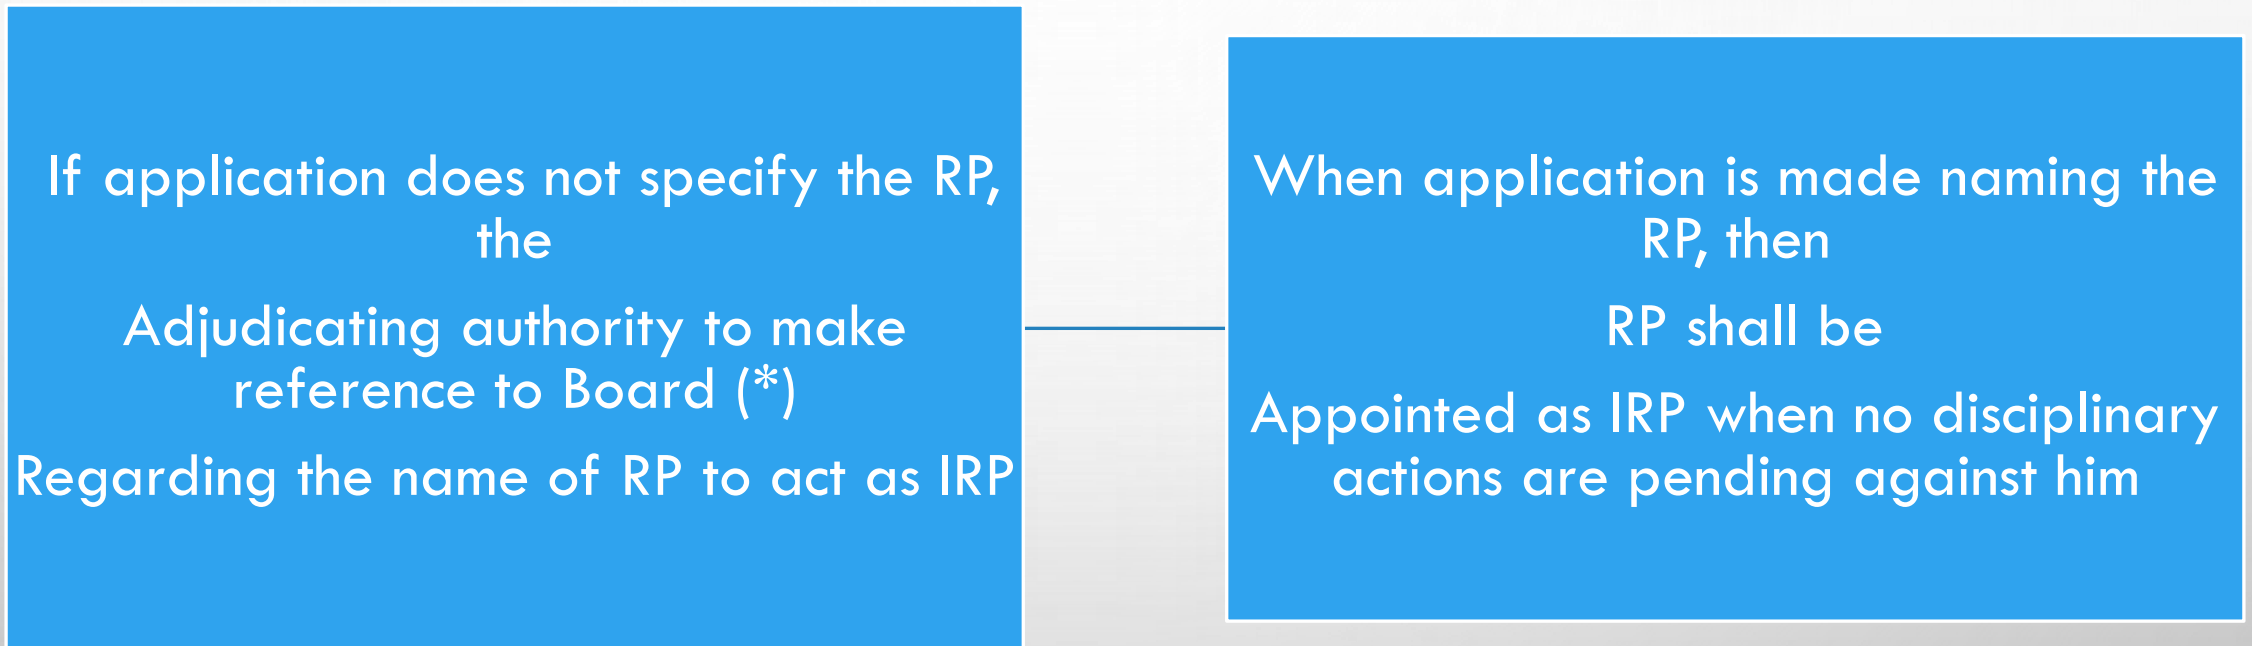 If application does not specify the RP,
the
Adjudicating authority to make
reference to Board (*)
Regarding the name of RP to act as IRP
When application is made naming the
RP, then
RP shall be
Appointed as IRP when no disciplinary
actions are pending against him